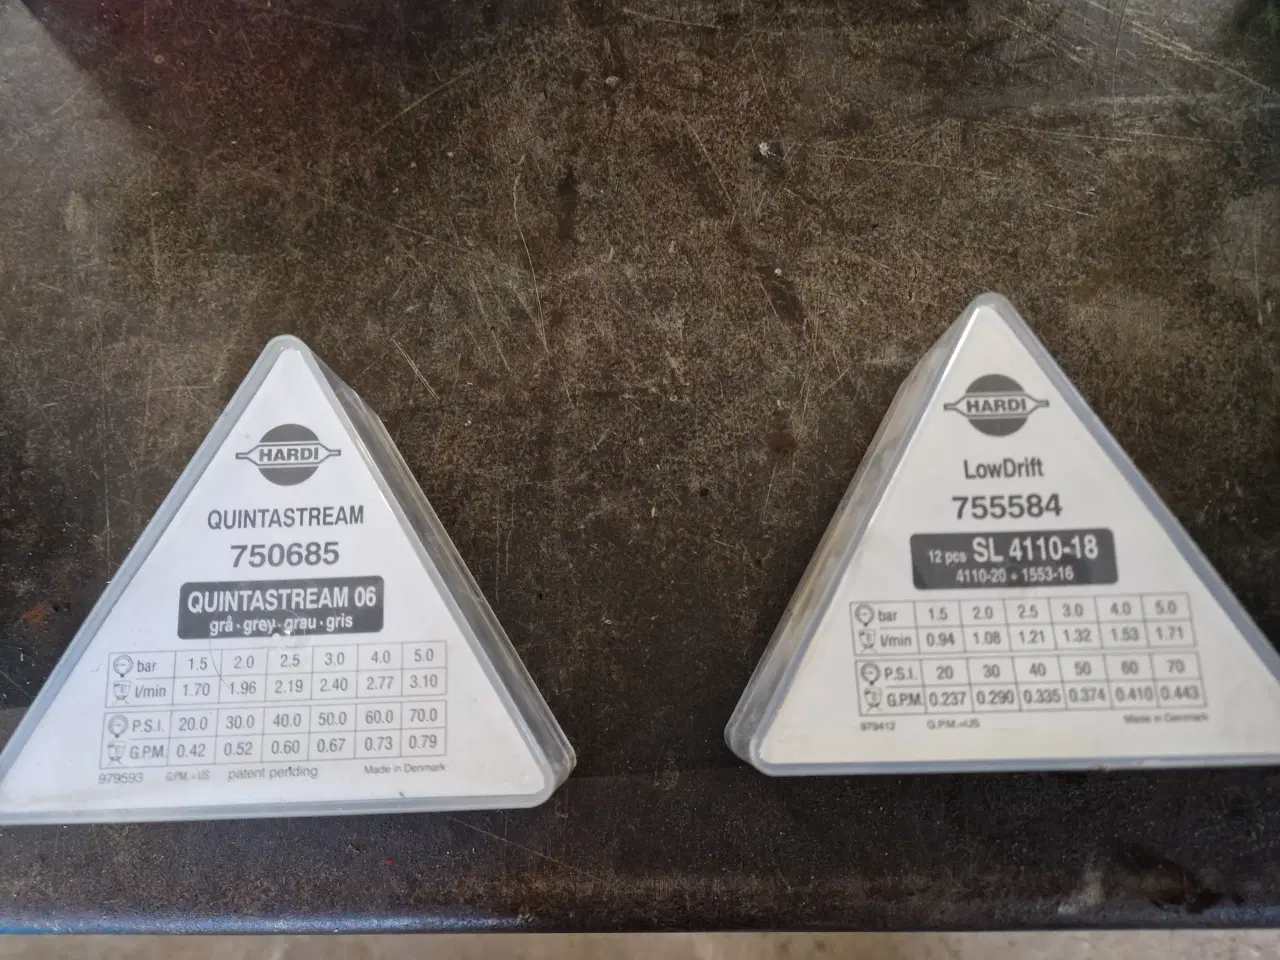 HARDI
QUINTASTREAM
750685
QUINTASTREAM 06
grå · grey · grau · gris
bar 1.5 2.0 2.5 3.0 4.0 5.0
l/min 1.70 1.96 2.19 2.40 2.77 3.10
P.S.I. 20.0 30.0 40.0 50.0 60.0 70.0
G.P.M. 0.42 0.52 0.60 0.67 0.73 0.79
979593 G.P.M. = US patent pending Made in Denmark
HARDI
LowDrift
755584
12 pcs SL 4110-18
4110-20 + 1553-16
bar 1.5 2.0 2.5 3.0 4.0 5.0
l/min 0.94 1.08 1.21 1.32 1.53 1.71
P.S.I. 20 30 40 50 60 70
G.P.M. 0.237 0.290 0.335 0.374 0.410 0.443
979412 G.P.M. = US Made in Denmark